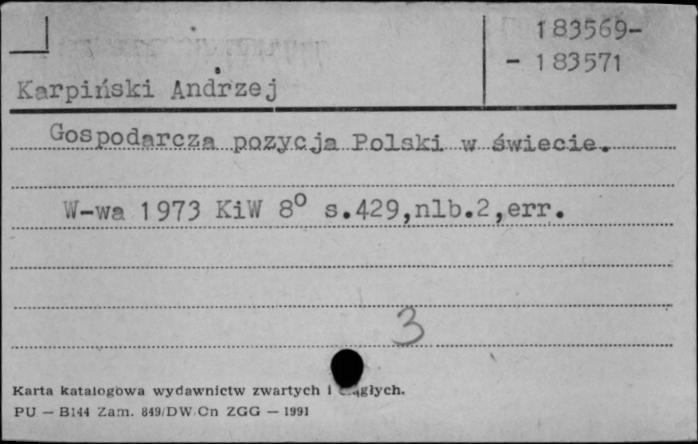 183569-
- 183571
Karpiński Andrzej
Gospodarcza pozycja Polski w świecie.
W-wa 1973 KiW 8° s.429,nlb.2,err.
3
Karta katalogowa wydawnictw zwartych i ciągłych.
PU — B144 Zam. 849/DW/Cn ZGG — 1991